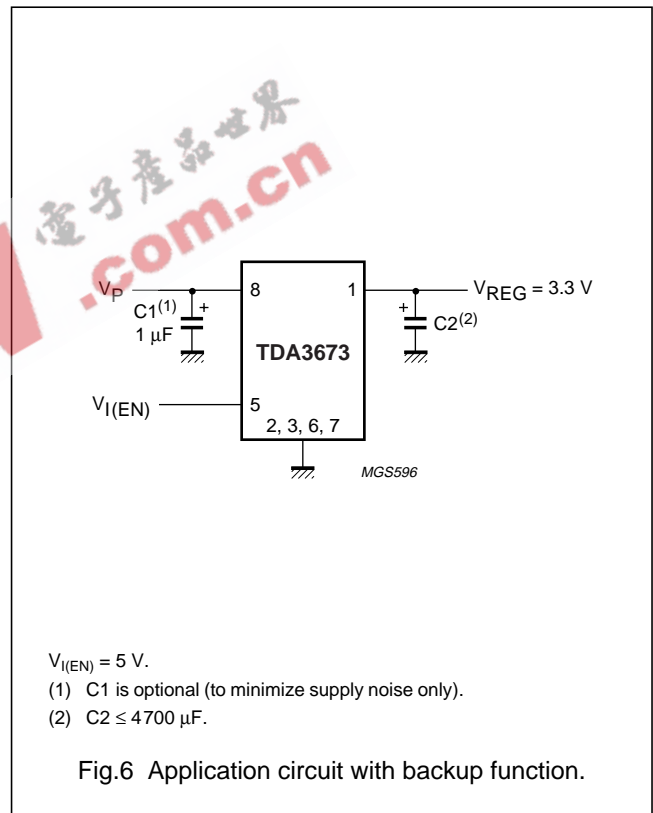 電子產品世界
.com.cn
V_P
8
1
V_REG = 3.3 V
C1(1)
+
1 μF
+
C2(2)
TDA3673
V_I(EN)
5
2, 3, 6, 7
MGS596
V_I(EN) = 5 V.
(1) C1 is optional (to minimize supply noise only).
(2) C2 ≤ 4700 μF.
Fig.6 Application circuit with backup function.